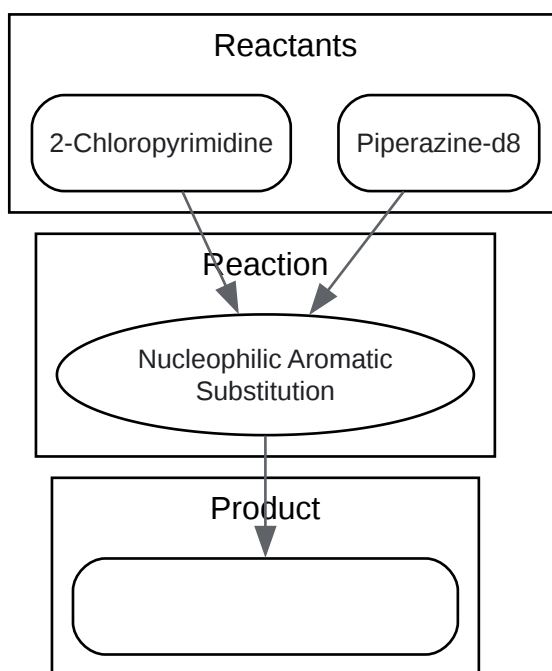 Reactants
2-Chloropyrimidine
Piperazine-d8
Reaction
Nucleophilic Aromatic
Substitution
Product